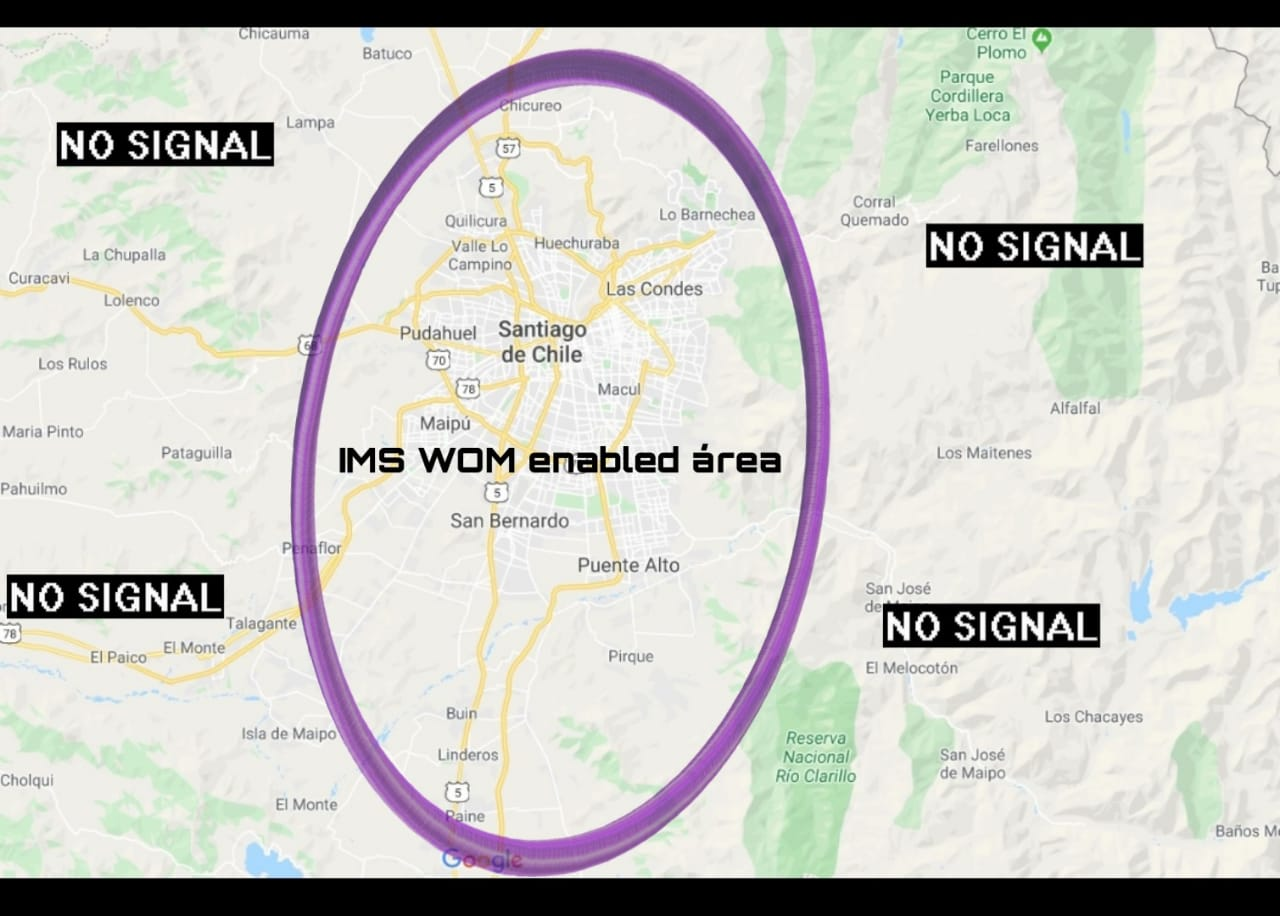 Chicauma
Batuco
Cerro El
Plomo
Parque
Cordillera
Yerba Loca
Chicureo
Lampa
NO SIGNAL
57
Farellones
5
Corral
Quemado
Lo Barnechea
Quilicura
Huechuraba
Valle Lo
Campino
NO SIGNAL
La Chupalla
Curacavi
Lolenco
Las Condes
Pudahuel
Santiago
de Chile
Los Rulos
70
78
Macul
Alfalfal
Maipú
Maria Pinto
Pataguilla
Los Maitenes
IMS WOM enabled área
Pahuilmo
5
San Bernardo
Peñaflor
Puente Alto
San José
NO SIGNAL
NO SIGNAL
Talagante
78
El Paico
El Monte
Pirque
El Melocotón
Buin
Los Chacayes
Isla de Maipo
Reserva
Nacional
Río Clarillo
Linderos
San José
de Maipo
Cholqui
5
El Monte
Paine
Baños
Google